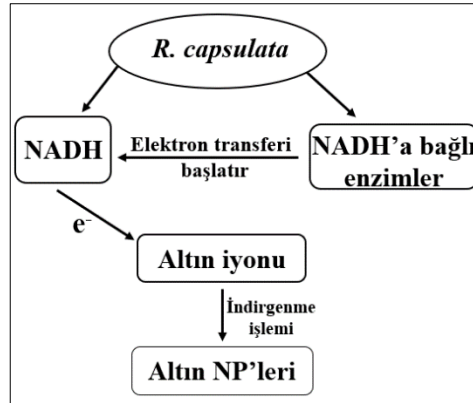 R. capsulata
NADH
Elektron transferi
başlatır
NADH’a bağlı
enzimler
e⁻
Altın iyonu
İndirgenme
işlemi
Altın NP’leri